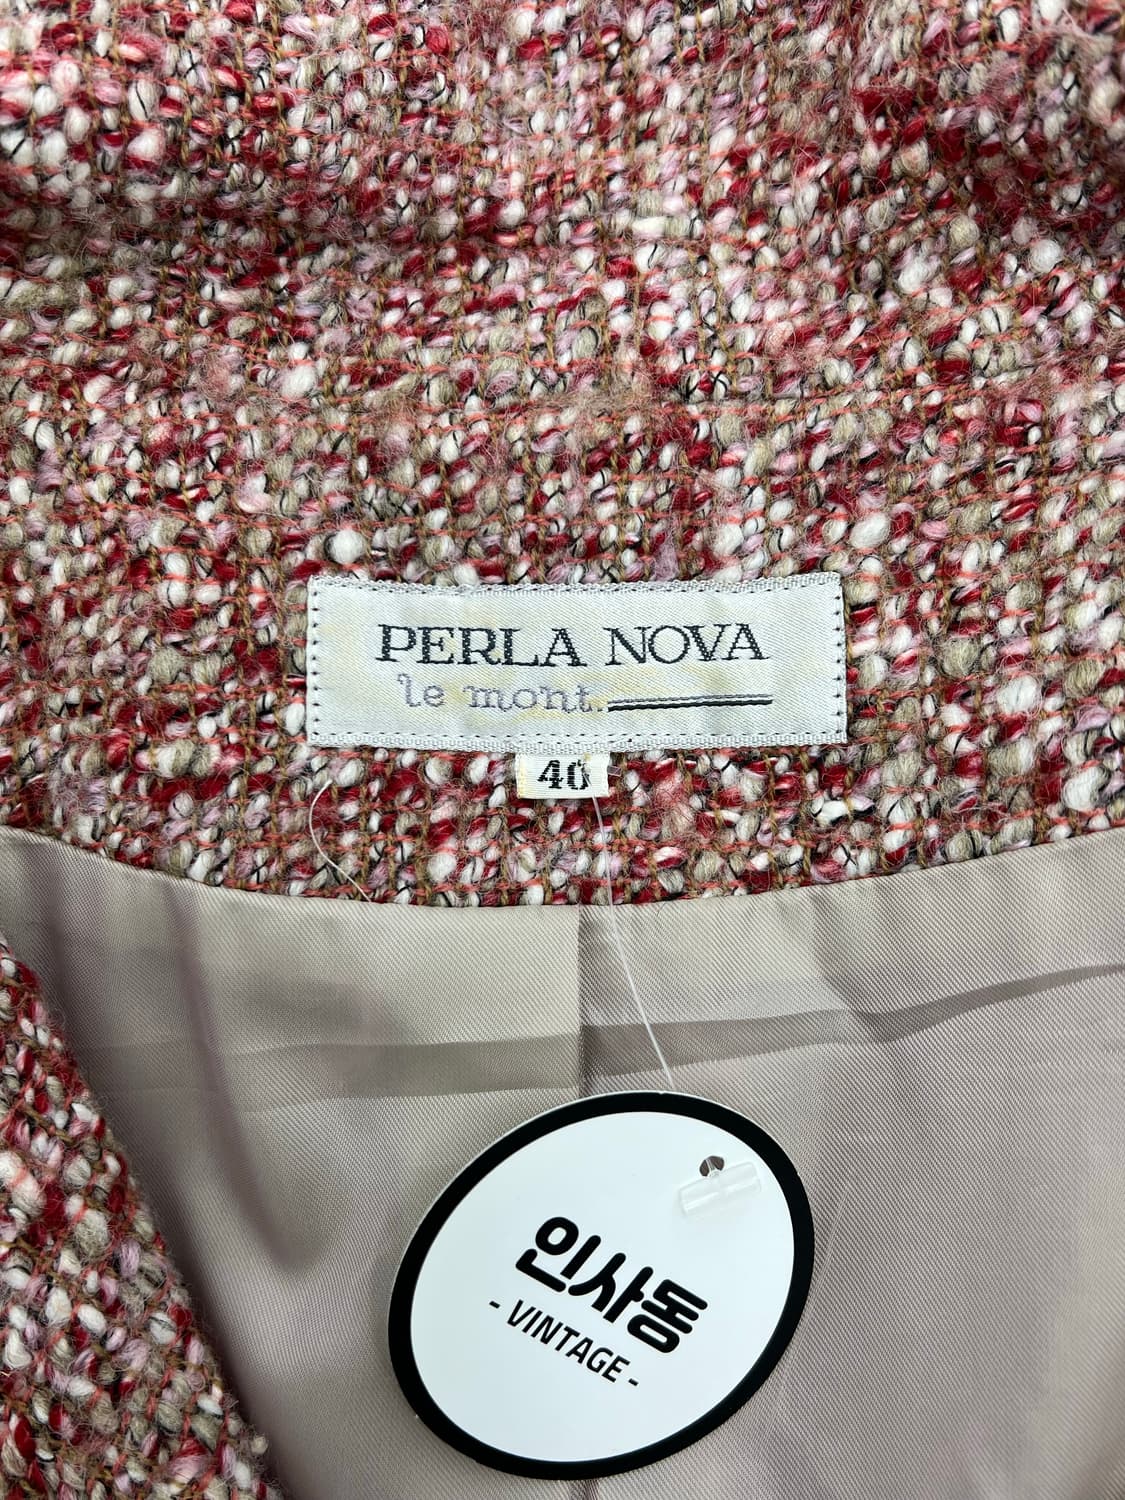 PERLA NOVA
le mont.
40
인사동
- VINTAGE -